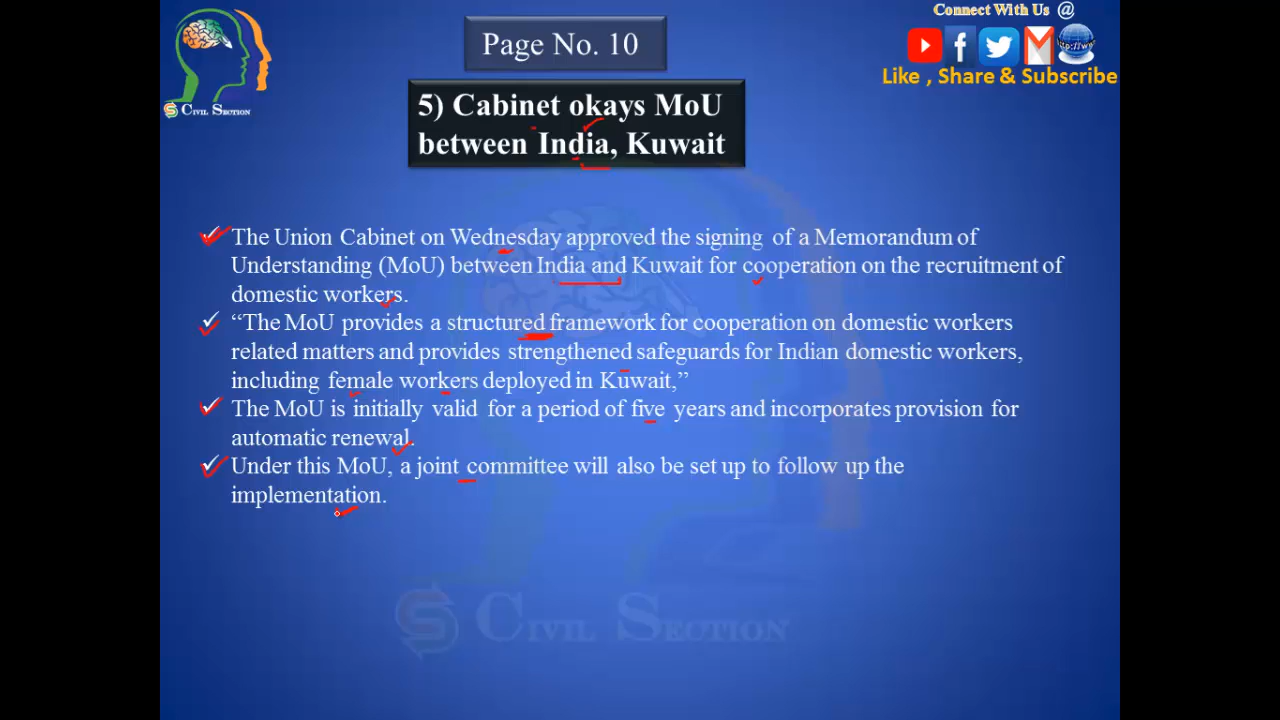 Connect With Us @
Page No. 10
http://www
Like , Share & Subscribe
5) Cabinet okays MoU
between India, Kuwait
CIVIL SECTION
The Union Cabinet on Wednesday approved the signing of a Memorandum of
Understanding (MoU) between India and Kuwait for cooperation on the recruitment of
domestic workers.
“The MoU provides a structured framework for cooperation on domestic workers
related matters and provides strengthened safeguards for Indian domestic workers,
including female workers deployed in Kuwait,”
The MoU is initially valid for a period of five years and incorporates provision for
automatic renewal.
Under this MoU, a joint committee will also be set up to follow up the
implementation.
CIVIL SECTION